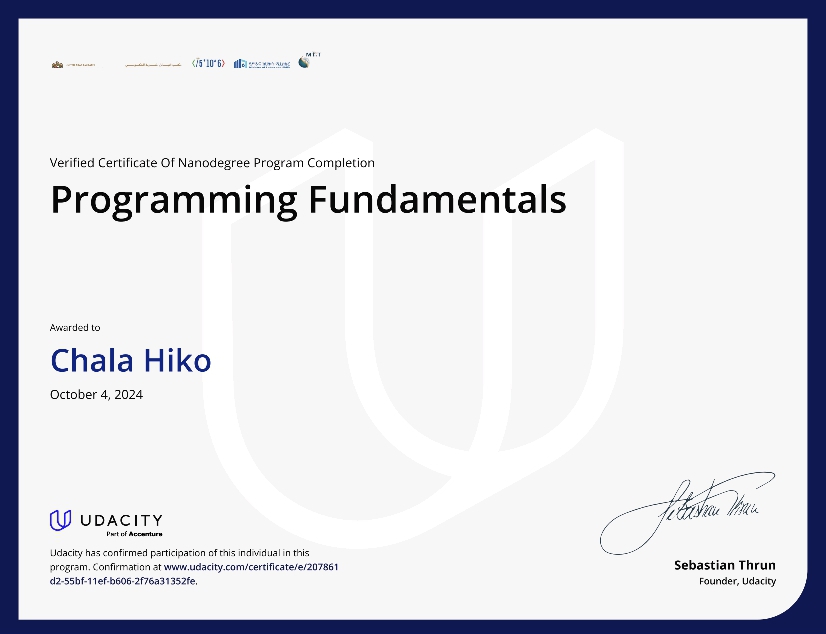 Verified Certificate Of Nanodegree Program Completion
Programming Fundamentals
Awarded to
Chala Hiko
October 4, 2024
UDACITY
Part of Accenture
Udacity has confirmed participation of this individual in this
program. Confirmation at www.udacity.com/certificate/e/207861
d2-55bf-11ef-b606-2f76a31352fe.
Sebastian Thrun
Sebastian Thrun
Founder, Udacity